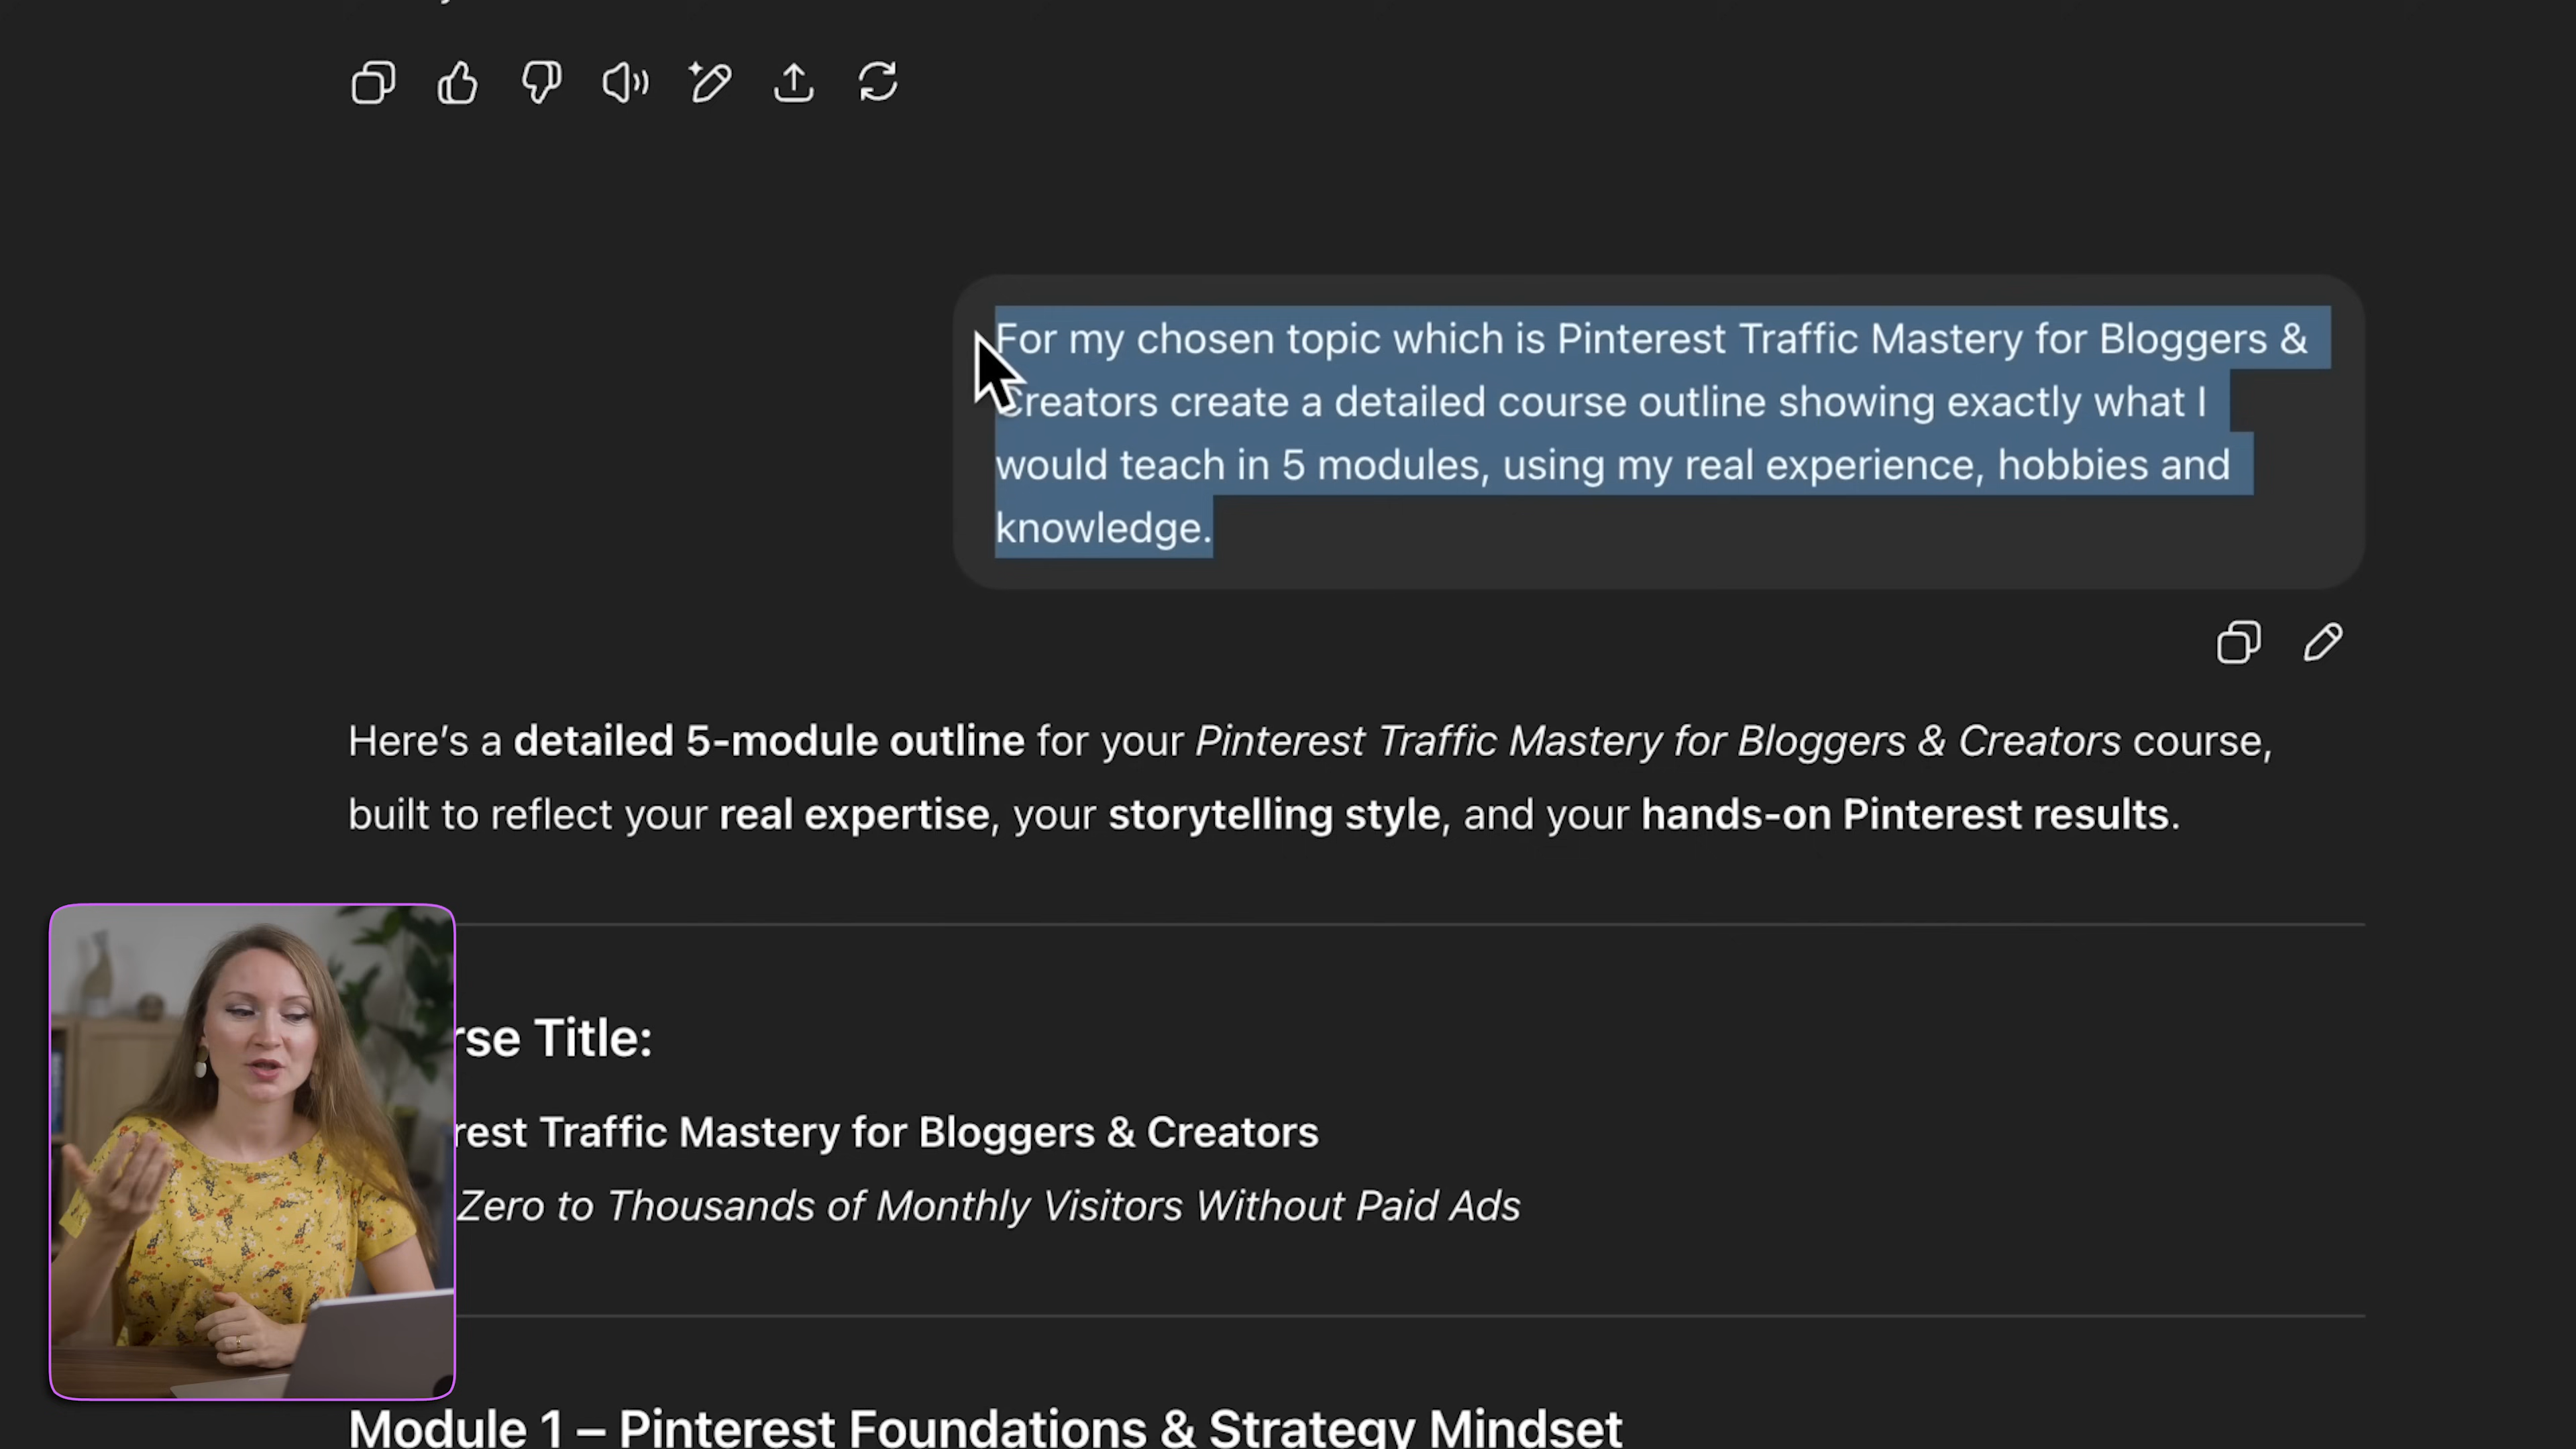 For my chosen topic which is Pinterest Traffic Mastery for Bloggers &
Creators create a detailed course outline showing exactly what I
would teach in 5 modules, using my real experience, hobbies and
knowledge.
Here’s a detailed 5-module outline for your Pinterest Traffic Mastery for Bloggers & Creators course,
built to reflect your real expertise, your storytelling style, and your hands-on Pinterest results.
rse Title:
rest Traffic Mastery for Bloggers & Creators
Zero to Thousands of Monthly Visitors Without Paid Ads
Module 1 – Pinterest Foundations & Strategy Mindset